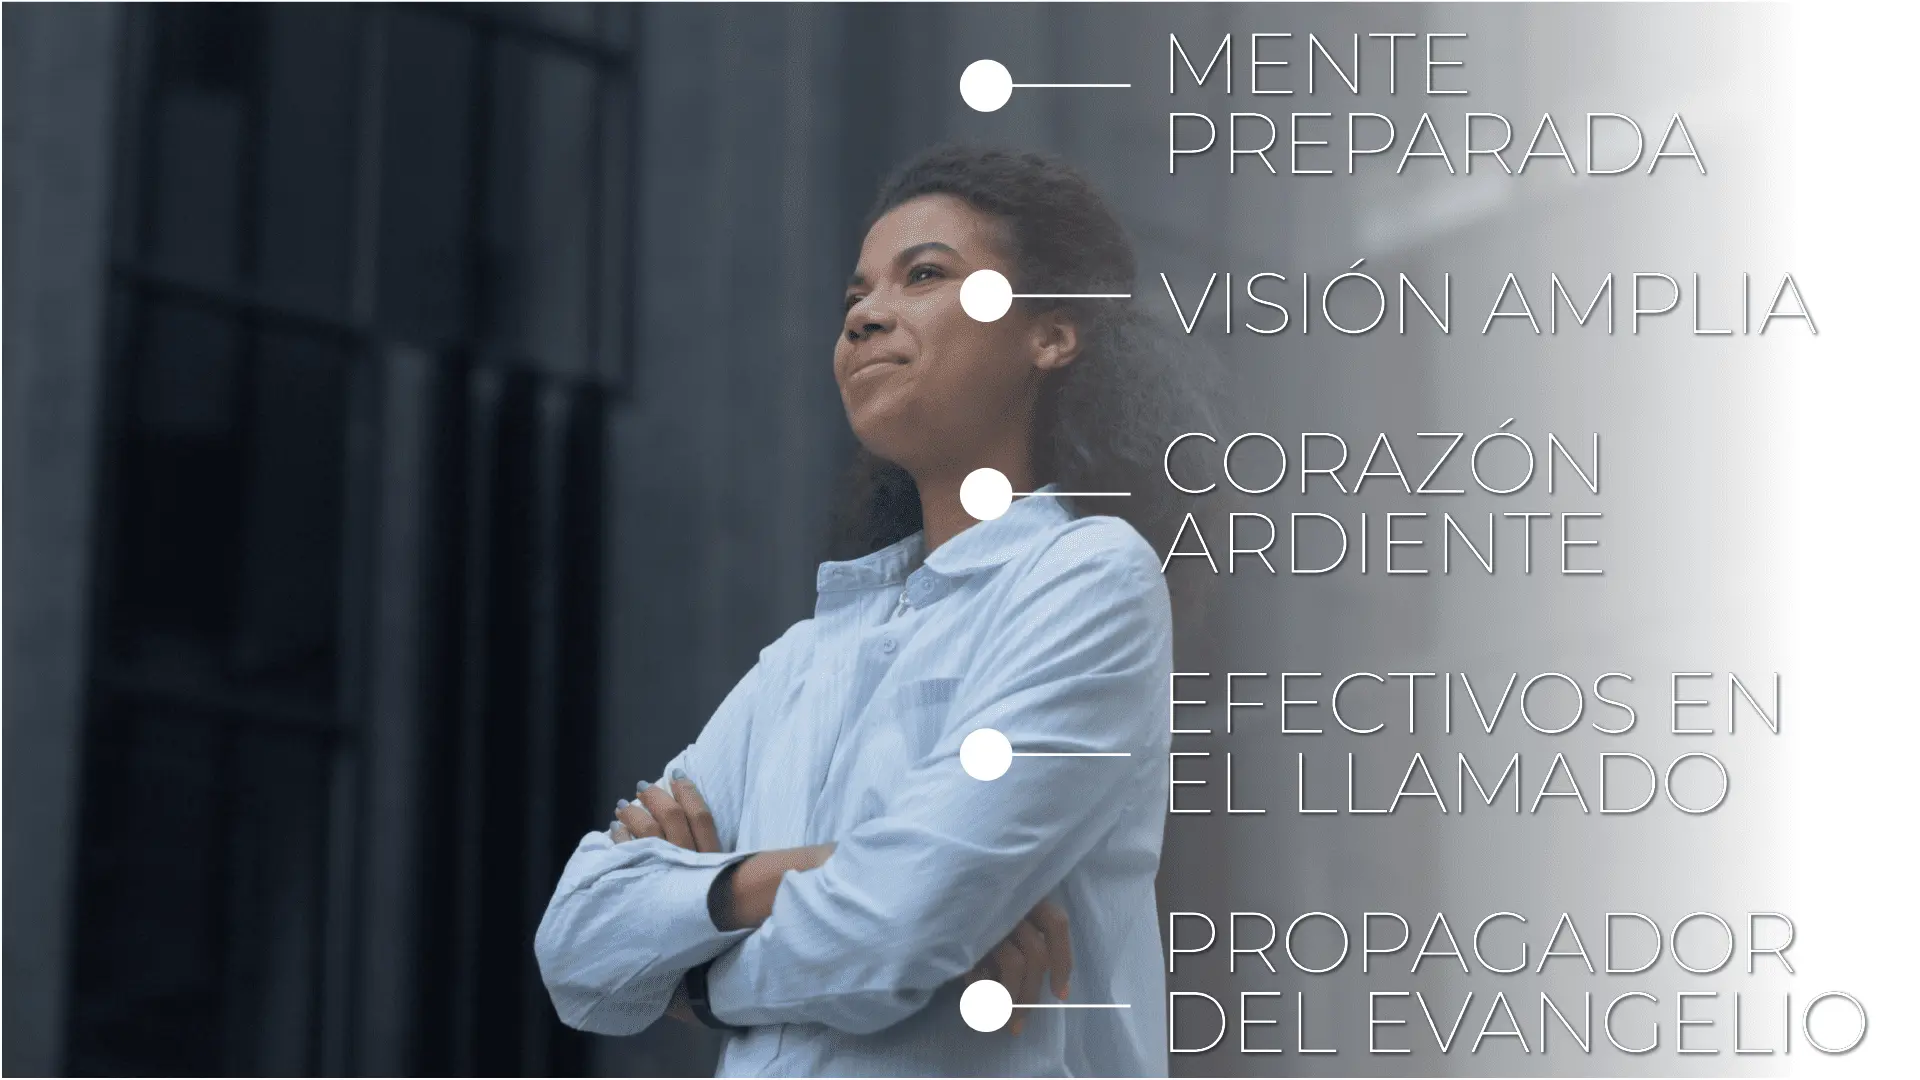 MENTE
PREPARADA
VISIÓN AMPLIA
CORAZÓN
ARDIENTE
EFECTIVOS EN
EL LLAMADO
PROPAGADOR
DEL EVANGELIO